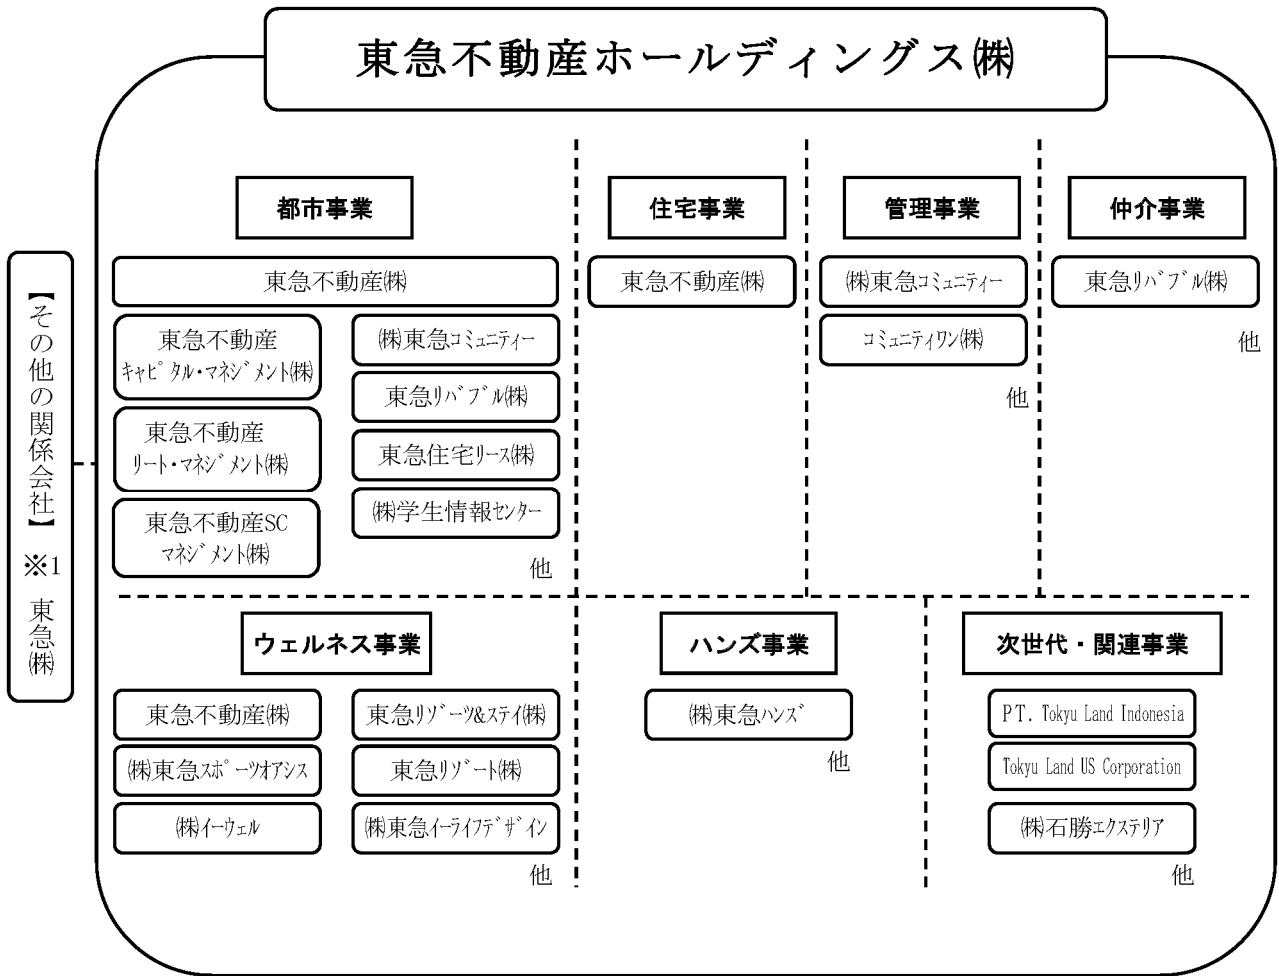 東急不動産ホールディングス㈱
【その他の関係会社】 ※1 東急㈱
都市事業
東急不動産㈱
東急不動産
ｷｬﾋﾟﾀﾙ・ﾏﾈｼﾞﾒﾝﾄ㈱
東急不動産
ﾘｰﾄ・ﾏﾈｼﾞﾒﾝﾄ㈱
東急不動産SC
ﾏﾈｼﾞﾒﾝﾄ㈱
㈱東急ｺﾐｭﾆﾃｨｰ
東急ﾘﾊﾞﾌﾞﾙ㈱
東急住宅ﾘｰｽ㈱
㈱学生情報ｾﾝﾀｰ
他
住宅事業
東急不動産㈱
管理事業
㈱東急ｺﾐｭﾆﾃｨｰ
ｺﾐｭﾆﾃｨﾜﾝ㈱
他
仲介事業
東急ﾘﾊﾞﾌﾞﾙ㈱
他
ウェルネス事業
東急不動産㈱
㈱東急ｽﾎﾟｰﾂｵｱｼｽ
㈱ｲｰｳｪﾙ
東急ﾘｿﾞｰﾂ&ｽﾃｲ㈱
東急ﾘｿﾞｰﾄ㈱
㈱東急ｲｰﾗｲﾌﾃﾞｻﾞｲﾝ
他
ハンズ事業
㈱東急ﾊﾝｽﾞ
他
次世代・関連事業
PT. Tokyu Land Indonesia
Tokyu Land US Corporation
㈱石勝ｴｸｽﾃﾘｱ
他